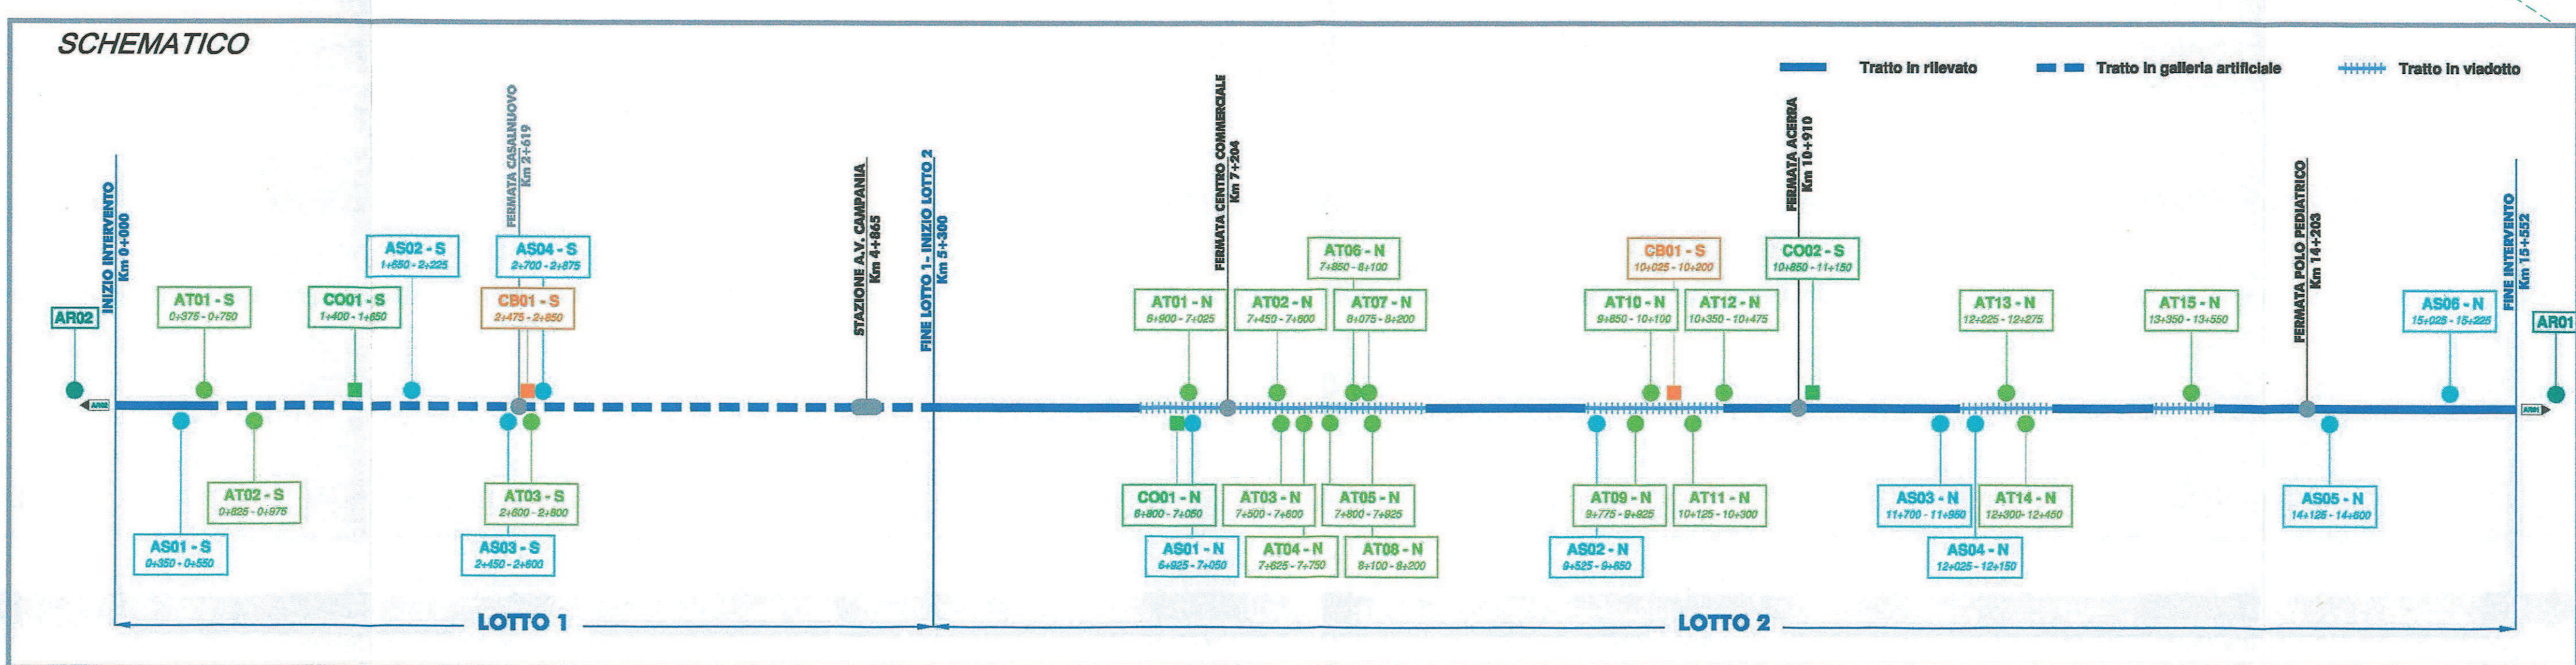 SCHEMATICO
Tratto in rilevato
Tratto in galleria artificiale
Tratto in viadotto
INIZIO INTERVENTO
Km 0+000
FERMATA CASALNUOVO
Km 2+619
STAZIONE A.V. CAMPANIA
Km 4+865
FINE LOTTO 1- INIZIO LOTTO 2
Km 5+300
FERMATA CENTRO COMMERCIALE
Km 7+204
FERMATA ACERRA
Km 10+910
FERMATA POLO PEDIATRICO
Km 14+203
FINE INTERVENTO
Km 15+552
AS02 - S
1+650 - 2+225
AS04 - S
2+700 - 2+875
AT06 - N
7+850 - 8+100
CB01 - S
10+025 - 10+200
CO02 - S
10+850 - 11+150
AR02
AT01 - S
0+375 - 0+750
CO01 - S
1+400 - 1+650
CB01 - S
2+475 - 2+850
AT01 - N
6+900 - 7+025
AT02 - N
7+450 - 7+600
AT07 - N
8+075 - 8+200
AT10 - N
9+850 - 10+100
AT12 - N
10+350 - 10+475
AT13 - N
12+225 - 12+275
AT15 - N
13+350 - 13+550
AS06 - N
15+025 - 15+225
AR01
AR02
AR01
AT02 - S
0+825 - 0+975
AT03 - S
2+600 - 2+800
CO01 - N
6+800 - 7+050
AT03 - N
7+500 - 7+600
AT05 - N
7+800 - 7+925
AT09 - N
9+775 - 9+925
AT11 - N
10+125 - 10+300
AS03 - N
11+700 - 11+950
AT14 - N
12+300 - 12+450
AS05 - N
14+125 - 14+600
AS01 - S
0+350 - 0+550
AS03 - S
2+450 - 2+600
AS01 - N
6+925 - 7+050
AT04 - N
7+625 - 7+750
AT08 - N
8+100 - 8+200
AS02 - N
9+525 - 9+650
AS04 - N
12+025 - 12+150
LOTTO 1
LOTTO 2